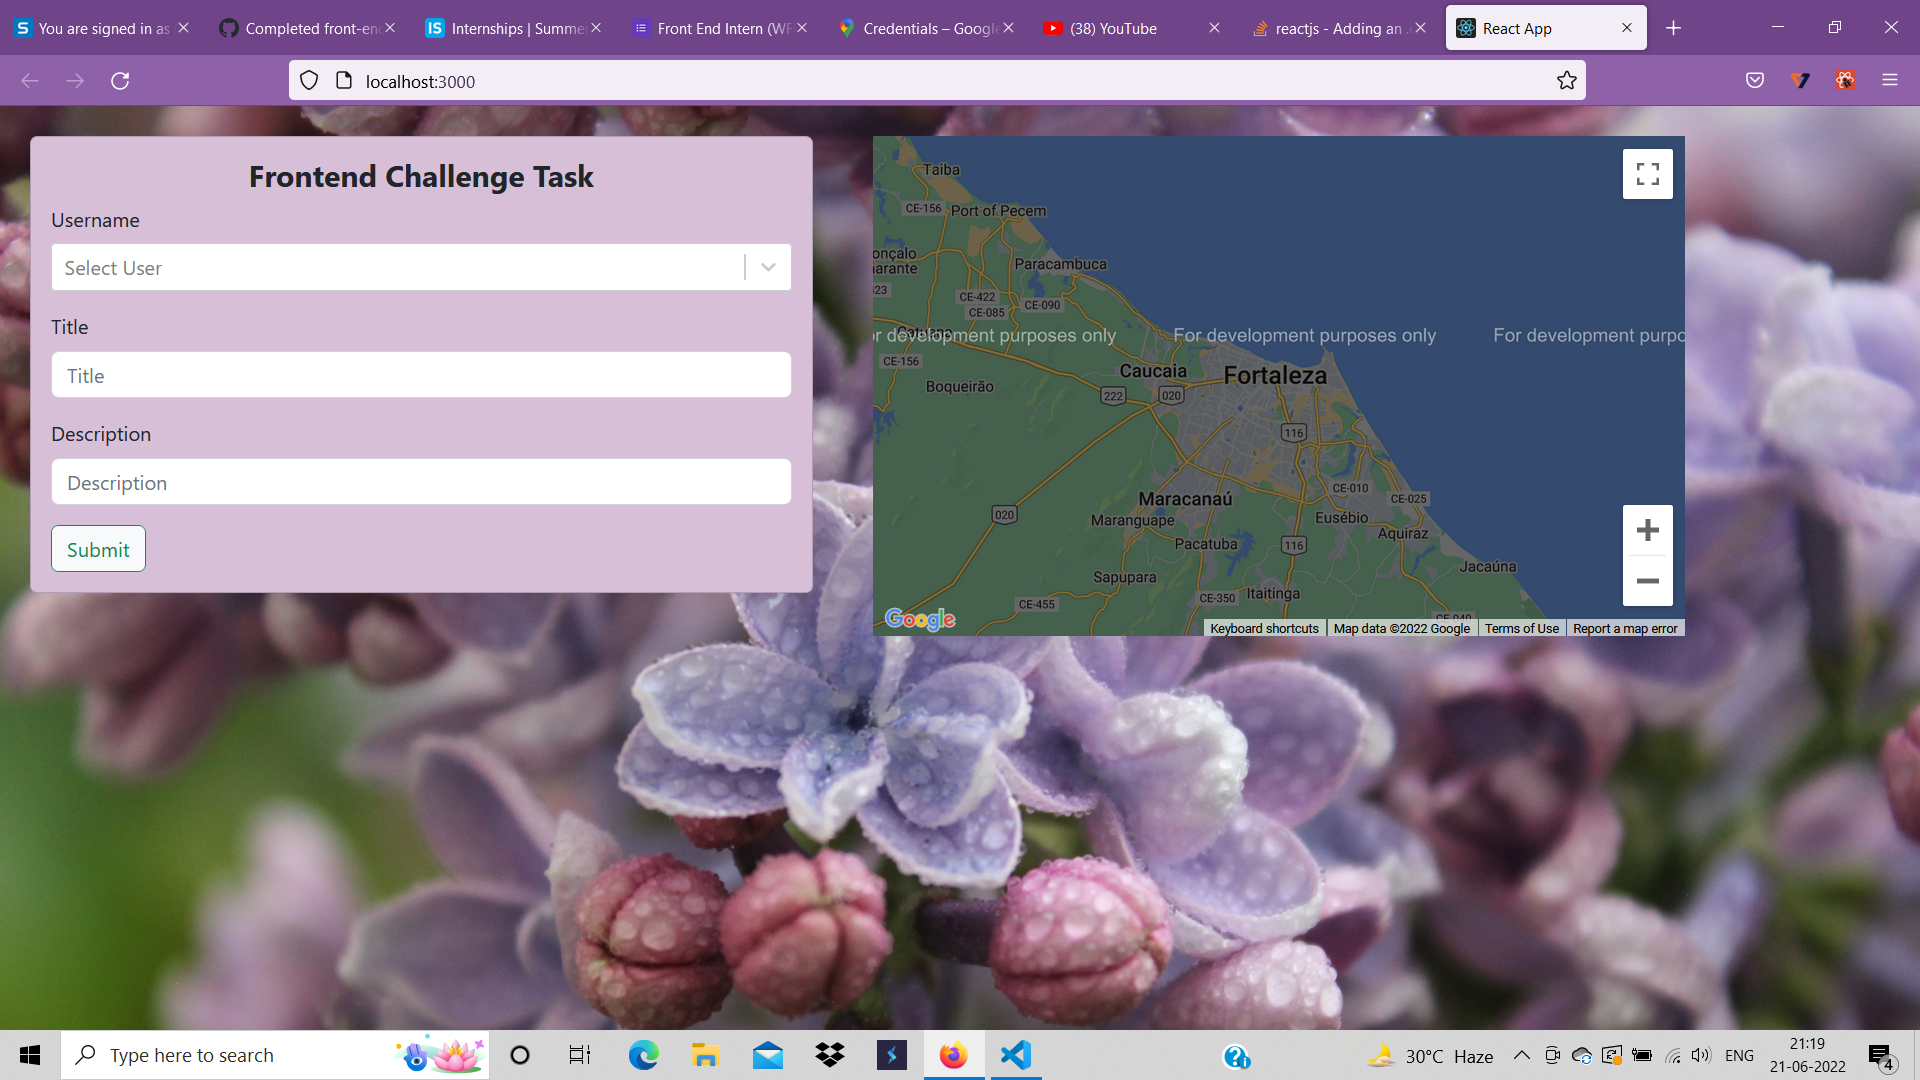 You are signed in as
Completed front-en
Internships | Summe
Front End Intern (WF
Credentials – Google
(38) YouTube
reactjs - Adding an .
React App
localhost:3000
Frontend Challenge Task
Username
Select User
Title
Title
Description
Description
Submit
Taiba
CE-156
Port of Pecem
onçalo
arante
Paracambuca
CE-422
CE-090
CE-085
Catuana
development purposes only
For development purposes only
For development purpo
CE-156
Caucaia
Fortaleza
Boqueirão
222
020
116
CE-010
CE-025
Maracanaú
020
Maranguape
Eusébio
Aquiraz
Pacatuba
116
Jacaúna
Sapupara
Itaitinga
CE-350
CE-455
CE-040
Google
Keyboard shortcuts
Map data ©2022 Google
Terms of Use
Report a map error
Type here to search
30°C Haze
ENG
21:19
21-06-2022
4